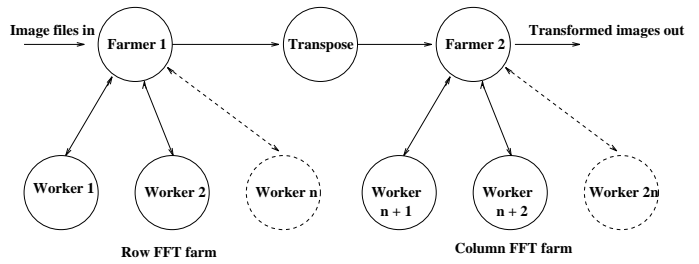 Image files in
Farmer 1
Transpose
Farmer 2
Transformed images out
Worker 1
Worker 2
Worker n
Worker
n + 1
Worker
n + 2
Worker 2n
Row FFT farm
Column FFT farm